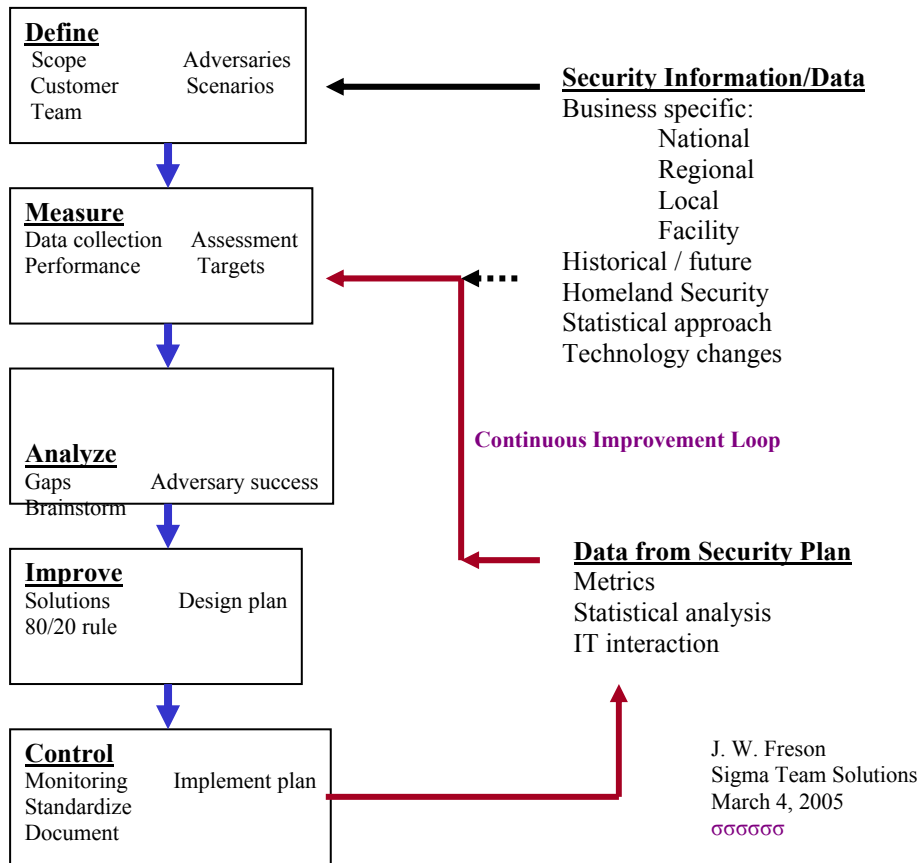 Define
Scope Adversaries
Customer Scenarios
Team
Security Information/Data
Business specific:
National
Regional
Local
Facility
Historical / future
Homeland Security
Statistical approach
Technology changes
Measure
Data collection Assessment
Performance Targets
Continuous Improvement Loop
Analyze
Gaps Adversary success
Brainstorm
Improve
Solutions Design plan
80/20 rule
Data from Security Plan
Metrics
Statistical analysis
IT interaction
Control
Monitoring Implement plan
Standardize
Document
J. W. Freson
Sigma Team Solutions
March 4, 2005
σσσσσσ